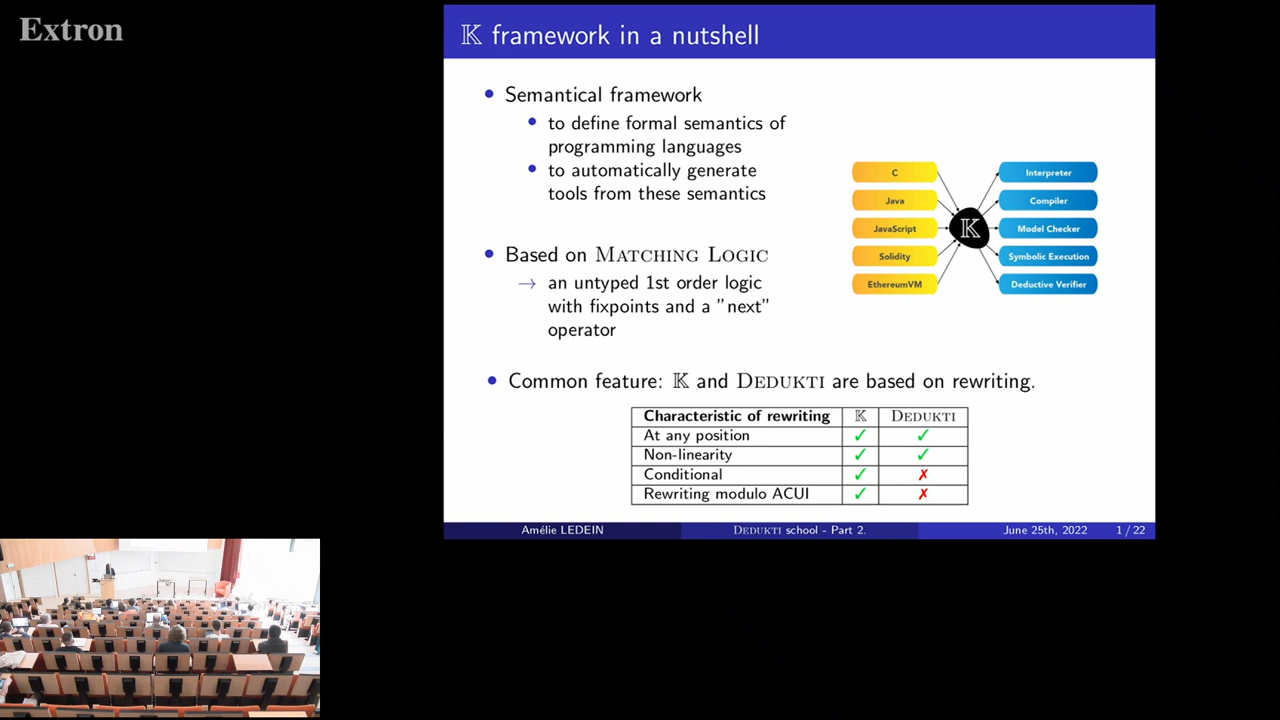 Extron
𝕂 framework in a nutshell
• Semantical framework
• to define formal semantics of
programming languages
• to automatically generate
tools from these semantics
• Based on MATCHING LOGIC
→ an untyped 1st order logic
with fixpoints and a "next"
operator
C
Java
JavaScript
Solidity
EthereumVM
𝕂
Interpreter
Compiler
Model Checker
Symbolic Execution
Deductive Verifier
• Common feature: 𝕂 and DEDUKTI are based on rewriting.
Characteristic of rewriting 𝕂 DEDUKTI
At any position ✓ ✓
Non-linearity ✓ ✓
Conditional ✓ ✗
Rewriting modulo ACUI ✓ ✗
Amélie LEDEIN DEDUKTI school - Part 2. June 25th, 2022 1 / 22